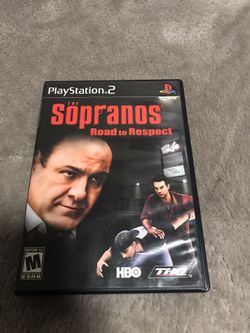 PlayStation®2
THE
Sopranos
Road to Respect
M
HBO
THQ